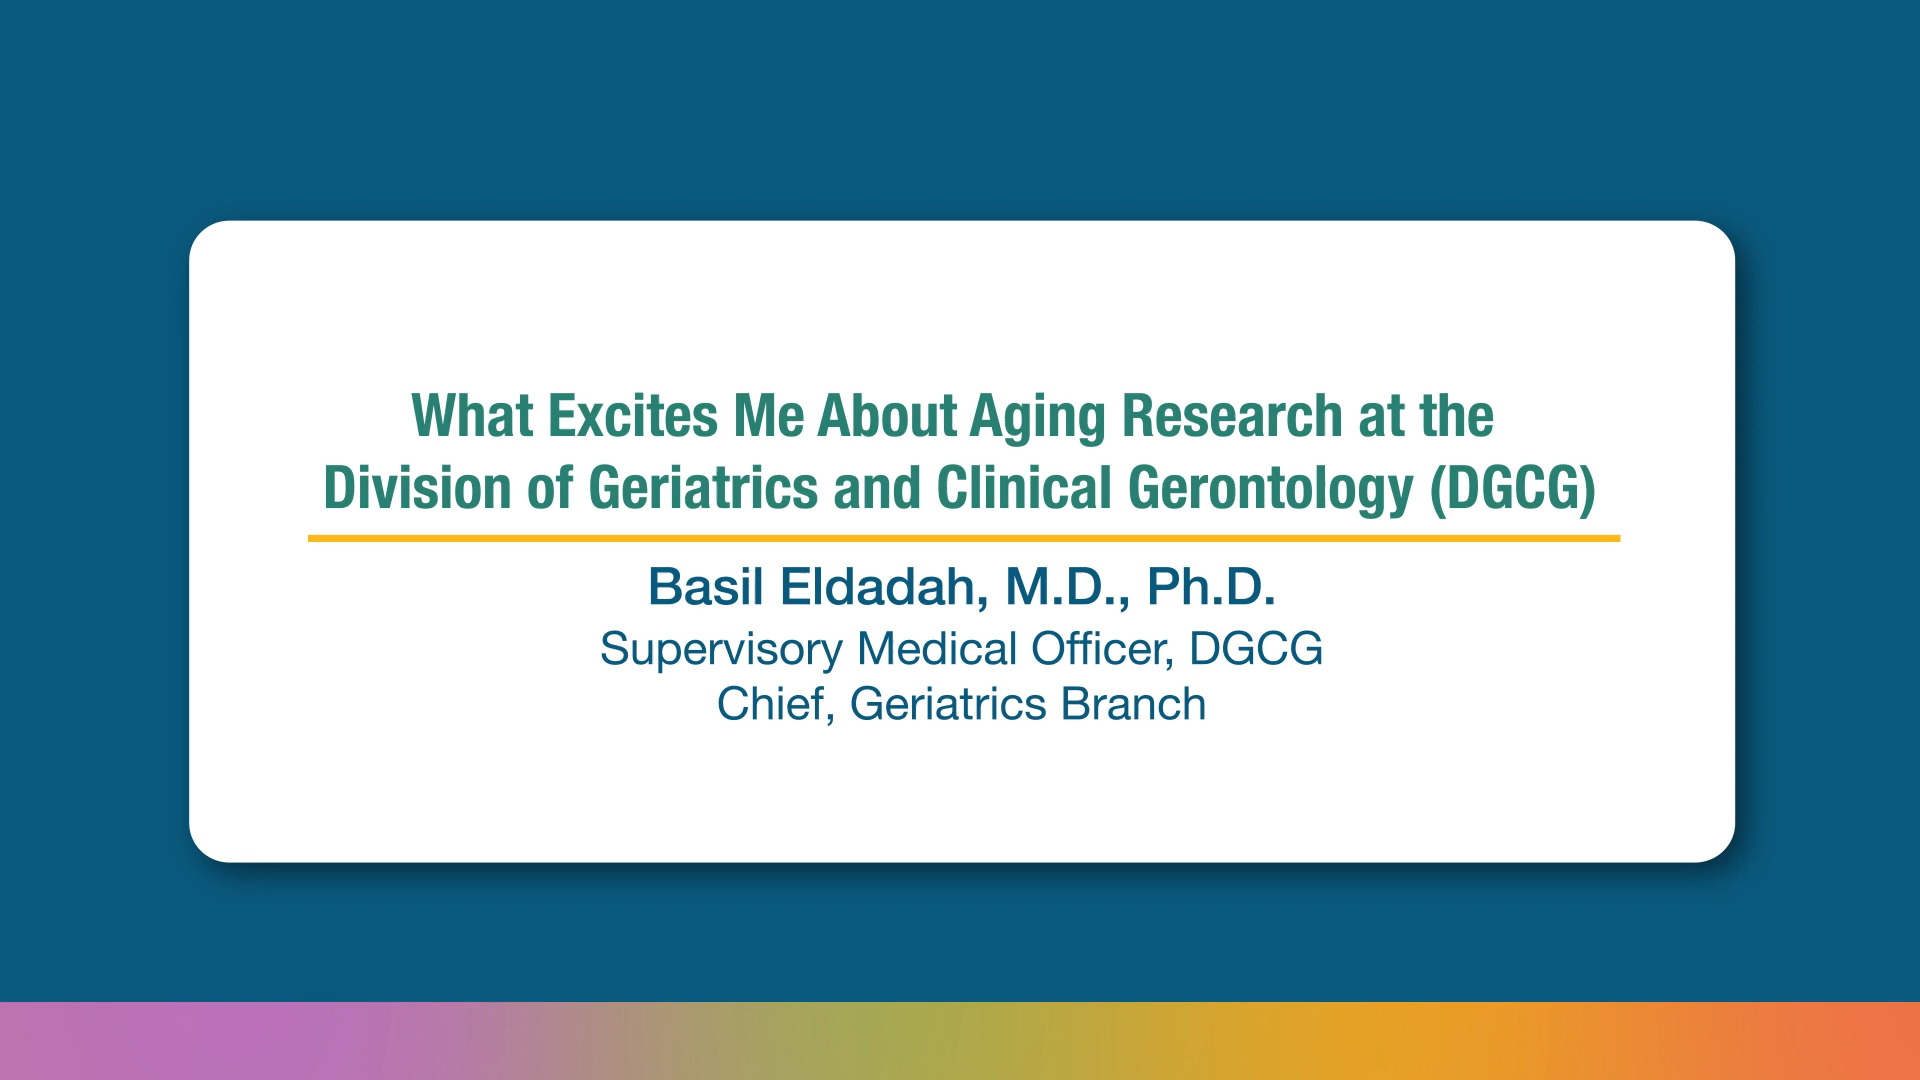 What Excites Me About Aging Research at the
Division of Geriatrics and Clinical Gerontology (DGCG)
Basil Eldadah, M.D., Ph.D.
Supervisory Medical Officer, DGCG
Chief, Geriatrics Branch